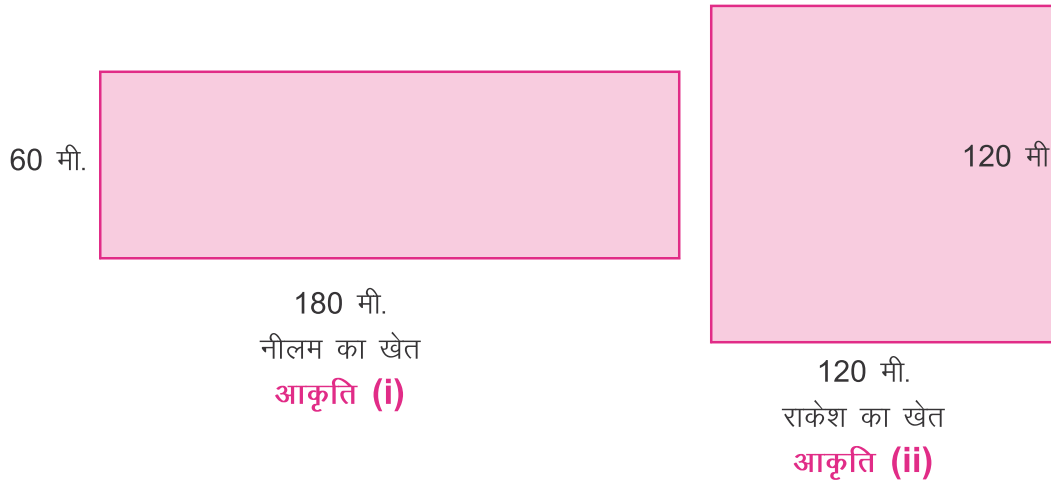 60 मी.
180 मी.
नीलम का खेत
आकृति (i)
120 मी
120 मी.
राकेश का खेत
आकृति (ii)